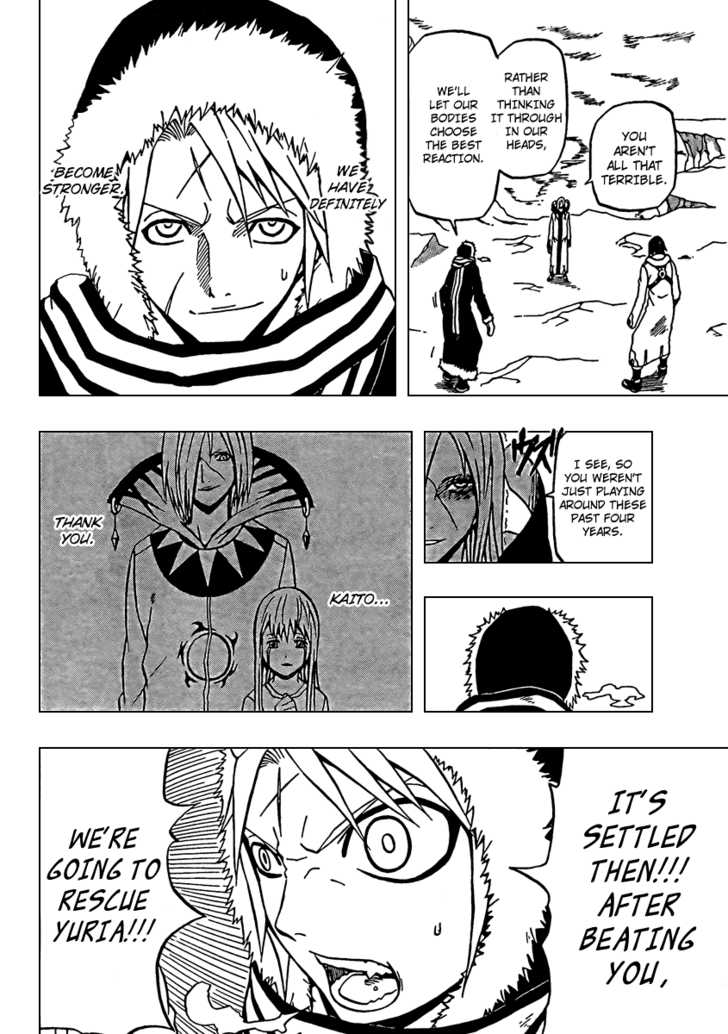 RATHER
THAN
THINKING
IT THROUGH
IN OUR
HEADS,
WE'LL
LET OUR
BODIES
CHOOSE
THE BEST
REACTION.
YOU
AREN'T
ALL THAT
TERRIBLE.
WE
HAVE
DEFINITELY
BECOME
STRONGER.
I SEE, SO
YOU WEREN'T
JUST PLAYING
AROUND THESE
PAST FOUR
YEARS.
KAITO...
THANK
YOU.
IT'S
SETTLED
THEN!!!
AFTER
BEATING
YOU,
WE'RE
GOING TO
RESCUE
YURIA!!!